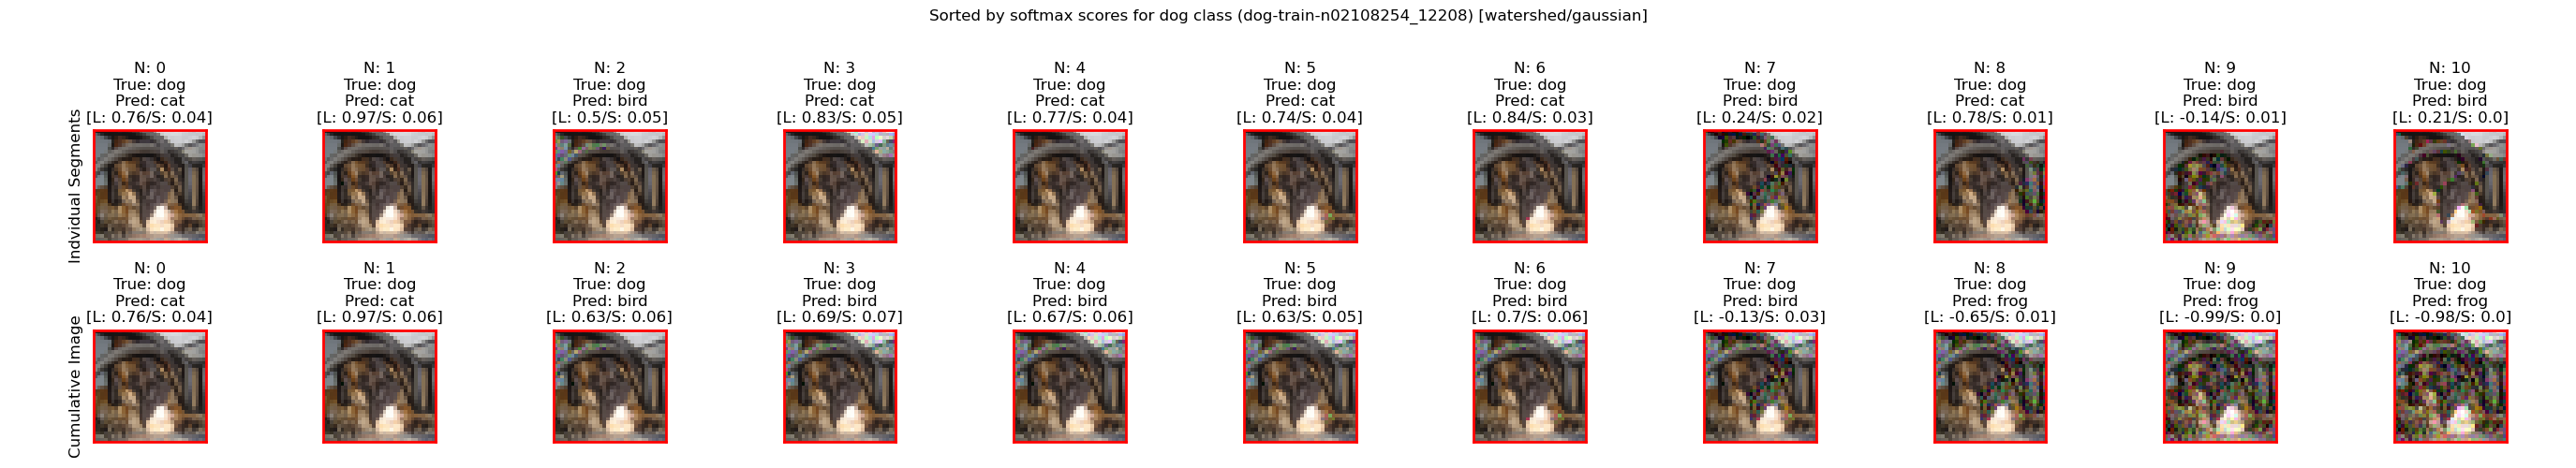 Sorted by softmax scores for dog class (dog-train-n02108254_12208) [watershed/gaussian]
Indvidual Segments
N: 0
True: dog
Pred: cat
[L: 0.76/S: 0.04]
N: 1
True: dog
Pred: cat
[L: 0.97/S: 0.06]
N: 2
True: dog
Pred: bird
[L: 0.5/S: 0.05]
N: 3
True: dog
Pred: cat
[L: 0.83/S: 0.05]
N: 4
True: dog
Pred: cat
[L: 0.77/S: 0.04]
N: 5
True: dog
Pred: cat
[L: 0.74/S: 0.04]
N: 6
True: dog
Pred: cat
[L: 0.84/S: 0.03]
N: 7
True: dog
Pred: bird
[L: 0.24/S: 0.02]
N: 8
True: dog
Pred: cat
[L: 0.78/S: 0.01]
N: 9
True: dog
Pred: bird
[L: -0.14/S: 0.01]
N: 10
True: dog
Pred: bird
[L: 0.21/S: 0.0]
Cumulative Image
N: 0
True: dog
Pred: cat
[L: 0.76/S: 0.04]
N: 1
True: dog
Pred: cat
[L: 0.97/S: 0.06]
N: 2
True: dog
Pred: bird
[L: 0.63/S: 0.06]
N: 3
True: dog
Pred: bird
[L: 0.69/S: 0.07]
N: 4
True: dog
Pred: bird
[L: 0.67/S: 0.06]
N: 5
True: dog
Pred: bird
[L: 0.63/S: 0.05]
N: 6
True: dog
Pred: bird
[L: 0.7/S: 0.06]
N: 7
True: dog
Pred: bird
[L: -0.13/S: 0.03]
N: 8
True: dog
Pred: frog
[L: -0.65/S: 0.01]
N: 9
True: dog
Pred: frog
[L: -0.99/S: 0.0]
N: 10
True: dog
Pred: frog
[L: -0.98/S: 0.0]